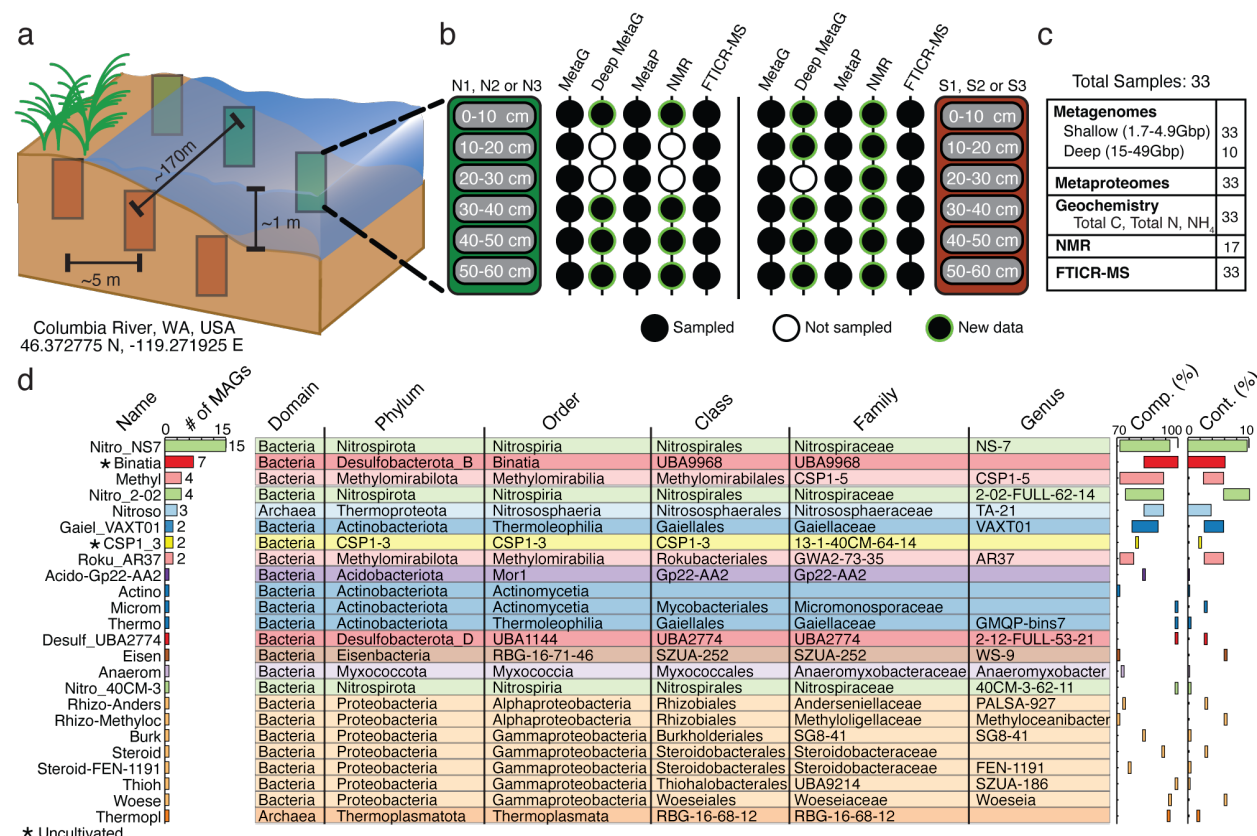 a
~170m
~1 m
~5 m
Columbia River, WA, USA
46.372775 N, -119.271925 E
b
N1, N2 or N3
MetaG
Deep MetaG
MetaP
NMR
FTICR-MS
MetaG
Deep MetaG
MetaP
NMR
FTICR-MS
S1, S2 or S3
0-10 cm
10-20 cm
20-30 cm
30-40 cm
40-50 cm
50-60 cm
0-10 cm
10-20 cm
20-30 cm
30-40 cm
40-50 cm
50-60 cm
Sampled
Not sampled
New data
c
Total Samples: 33
Metagenomes
Shallow (1.7-4.9Gbp) 33
Deep (15-49Gbp) 10
Metaproteomes 33
Geochemistry
Total C, Total N, NH4 33
NMR 17
FTICR-MS 33
d
Name # of MAGs Domain Phylum Order Class Family Genus Comp. (%) Cont. (%)
0 15 70 100 0 10
Nitro_NS7 15 Bacteria Nitrospirota Nitrospiria Nitrospirales Nitrospiraceae NS-7
* Binatia 7 Bacteria Desulfobacterota_B Binatia UBA9968 UBA9968
Methyl 4 Bacteria Methylomirabilota Methylomirabilia Methylomirabilales CSP1-5 CSP1-5
Nitro_2-02 4 Bacteria Nitrospirota Nitrospiria Nitrospirales Nitrospiraceae 2-02-FULL-62-14
Nitroso 3 Archaea Thermoproteota Nitrososphaeria Nitrososphaerales Nitrososphaeraceae TA-21
Gaiel_VAXT01 2 Bacteria Actinobacteriota Thermoleophilia Gaiellales Gaiellaceae VAXT01
* CSP1_3 2 Bacteria CSP1-3 CSP1-3 CSP1-3 13-1-40CM-64-14
Roku_AR37 2 Bacteria Methylomirabilota Methylomirabilia Rokubacteriales GWA2-73-35 AR37
Acido-Gp22-AA2 Bacteria Acidobacteriota Mor1 Gp22-AA2 Gp22-AA2
Actino Bacteria Actinobacteriota Actinomycetia
Microm Bacteria Actinobacteriota Actinomycetia Mycobacteriales Micromonosporaceae
Thermo Bacteria Actinobacteriota Thermoleophilia Gaiellales Gaiellaceae GMQP-bins7
Desulf_UBA2774 Bacteria Desulfobacterota_D UBA1144 UBA2774 UBA2774 2-12-FULL-53-21
Eisen Bacteria Eisenbacteria RBG-16-71-46 SZUA-252 SZUA-252 WS-9
Anaerom Bacteria Myxococcota Myxococcia Myxococcales Anaeromyxobacteraceae Anaeromyxobacter
Nitro_40CM-3 Bacteria Nitrospirota Nitrospiria Nitrospirales Nitrospiraceae 40CM-3-62-11
Rhizo-Anders Bacteria Proteobacteria Alphaproteobacteria Rhizobiales Anderseniellaceae PALSA-927
Rhizo-Methyloc Bacteria Proteobacteria Alphaproteobacteria Rhizobiales Methyloligellaceae Methyloceanibacter
Burk Bacteria Proteobacteria Gammaproteobacteria Burkholderiales SG8-41 SG8-41
Steroid Bacteria Proteobacteria Gammaproteobacteria Steroidobacterales Steroidobacteraceae
Steroid-FEN-1191 Bacteria Proteobacteria Gammaproteobacteria Steroidobacterales Steroidobacteraceae FEN-1191
Thioh Bacteria Proteobacteria Gammaproteobacteria Thiohalobacterales UBA9214 SZUA-186
Woese Bacteria Proteobacteria Gammaproteobacteria Woeseiales Woeseiaceae Woeseia
Thermopl Archaea Thermoplasmatota Thermoplasmata RBG-16-68-12 RBG-16-68-12
* Uncultivated